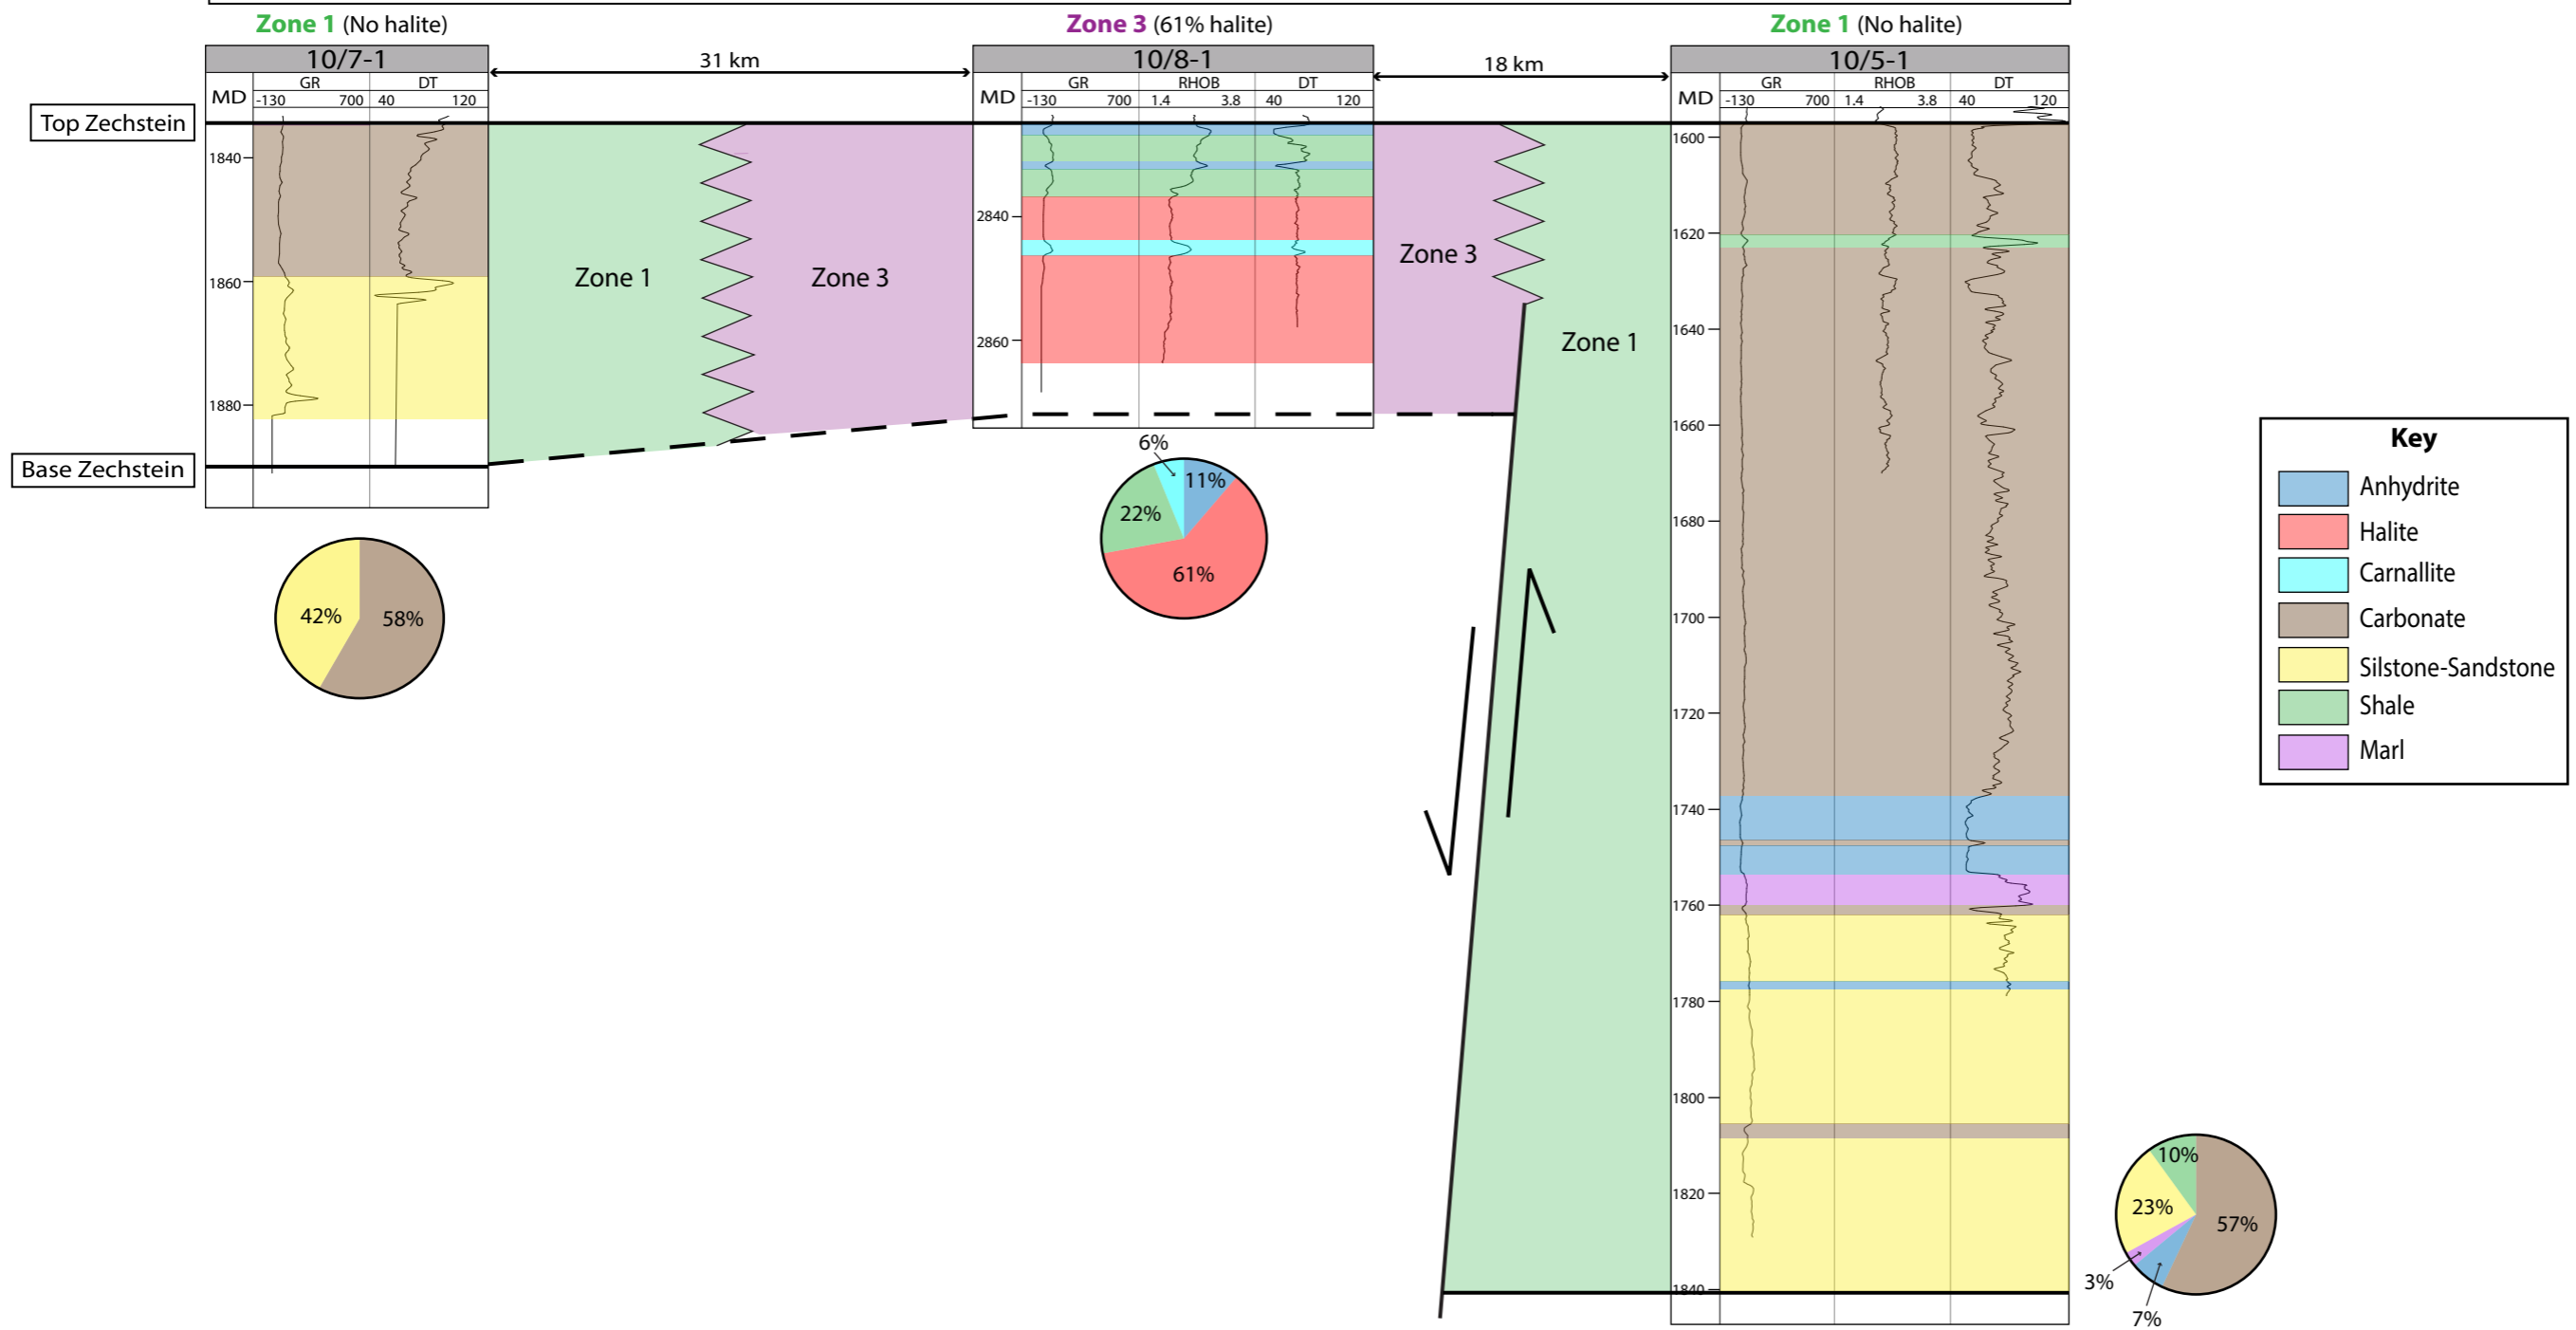 Zone 1 (No halite)
Zone 3 (61% halite)
Zone 1 (No halite)
10/7-1
31 km
10/8-1
18 km
10/5-1
MD
GR
DT
-130 700 40 120
MD
GR
RHOB
DT
-130 700 1.4 3.8 40 120
MD
GR
RHOB
DT
-130 700 1.4 3.8 40 120
Top Zechstein
Base Zechstein
1840
1860
1880
Zone 1
Zone 3
2840
2860
Zone 3
Zone 1
1600
1620
1640
1660
1680
1700
1720
1740
1760
1780
1800
1820
1840
42%
58%
6%
11%
22%
61%
10%
23%
57%
3%
7%
Key
Anhydrite
Halite
Carnallite
Carbonate
Silstone-Sandstone
Shale
Marl